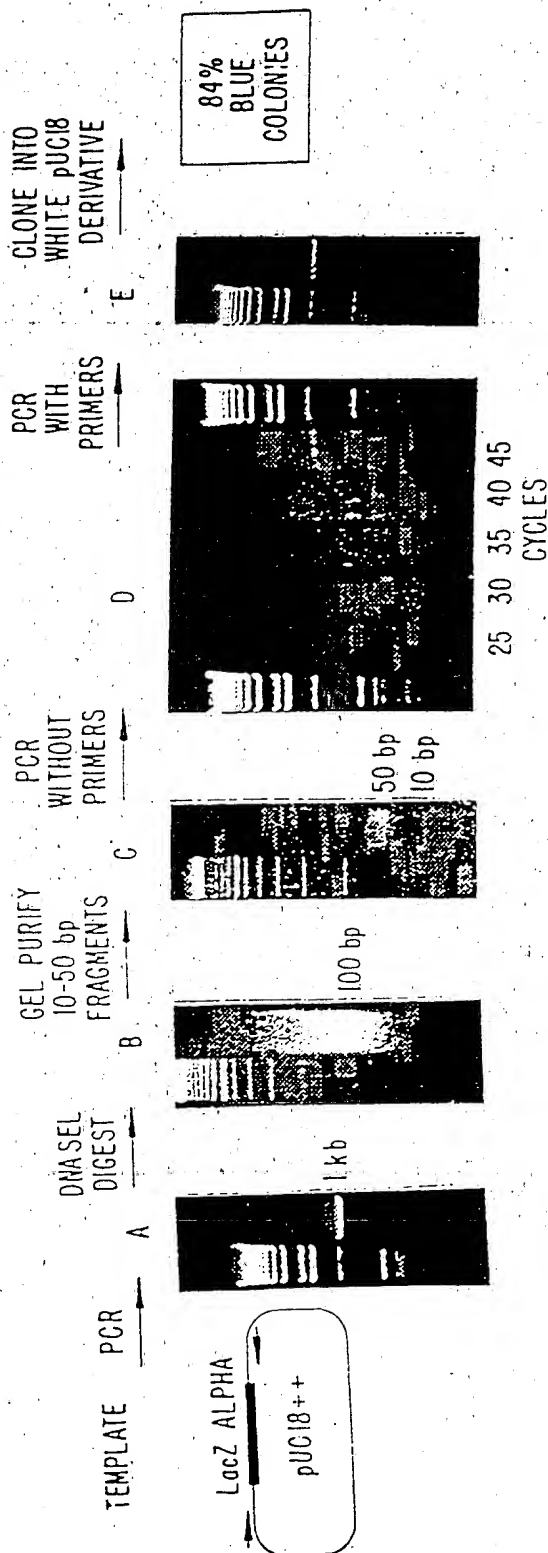 TEMPLATE
PCR
DNASEI
DIGEST
GEL PURIFY
10-50 bp
FRAGMENTS
PCR
WITHOUT
PRIMERS
PCR
WITH
PRIMERS
CLONE INTO
WHITE pUC18
DERIVATIVE
A
B
C
D
E
LacZ ALPHA
pUC18++
1 kb
100 bp
50 bp
10 bp
25 30 35 40 45
CYCLES
84%
BLUE
COLONIES